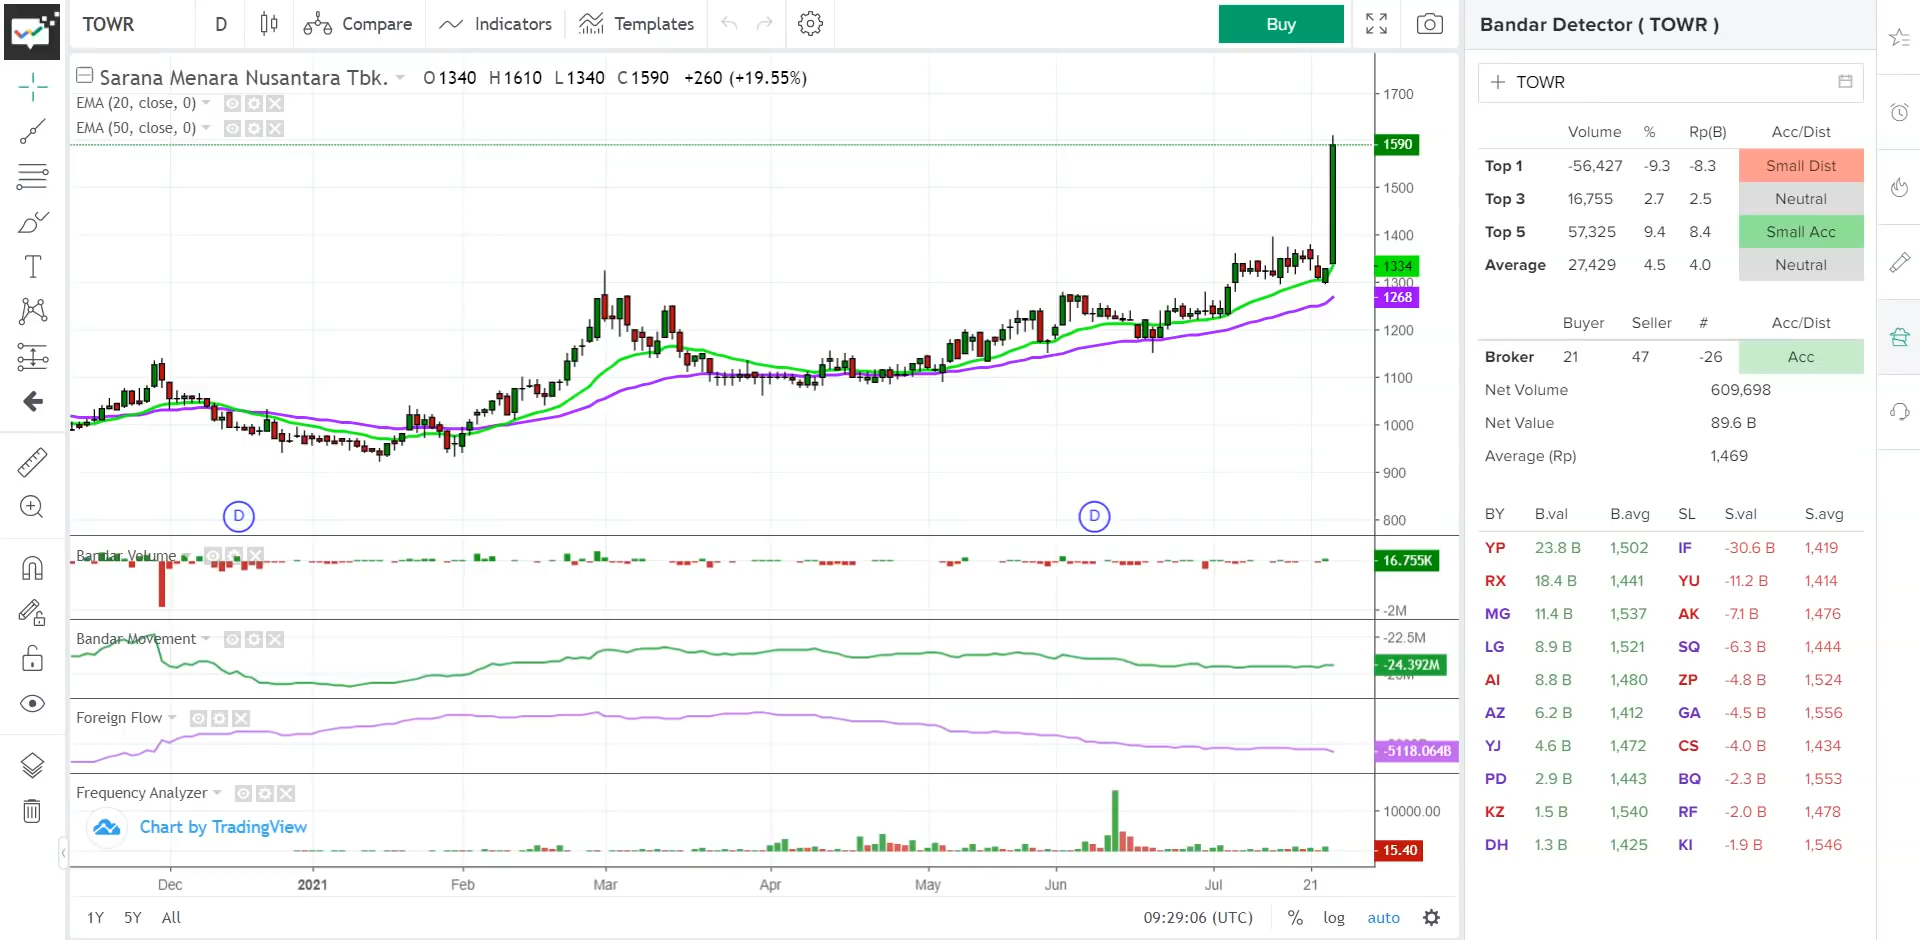 TOWR D Compare Indicators Templates Buy
Sarana Menara Nusantara Tbk. O1340 H1610 L1340 C1590 +260 (+19.55%)
EMA (20, close, 0)
EMA (50, close, 0)
1700
1590
1500
1400
1334
1300
1268
1200
1100
1000
900
800
D D
Bandar Volume
16.755K
-2M
Bandar Movement
-22.5M
-24.392M
Foreign Flow
-5118.064B
Frequency Analyzer
10000.00
Chart by TradingView
15.40
Dec 2021 Feb Mar Apr May Jun Jul 21
1Y 5Y All 09:29:06 (UTC) % log auto
Bandar Detector ( TOWR )
TOWR
Volume % Rp(B) Acc/Dist
Top 1 -56,427 -9.3 -8.3 Small Dist
Top 3 16,755 2.7 2.5 Neutral
Top 5 57,325 9.4 8.4 Small Acc
Average 27,429 4.5 4.0 Neutral
Buyer Seller # Acc/Dist
Broker 21 47 -26 Acc
Net Volume 609,698
Net Value 89.6 B
Average (Rp) 1,469
BY B.val B.avg SL S.val S.avg
YP 23.8 B 1,502 IF -30.6 B 1,419
RX 18.4 B 1,441 YU -11.2 B 1,414
MG 11.4 B 1,537 AK -7.1 B 1,476
LG 8.9 B 1,521 SQ -6.3 B 1,444
AI 8.8 B 1,480 ZP -4.8 B 1,524
AZ 6.2 B 1,412 GA -4.5 B 1,556
YJ 4.6 B 1,472 CS -4.0 B 1,434
PD 2.9 B 1,443 BQ -2.3 B 1,553
KZ 1.5 B 1,540 RF -2.0 B 1,478
DH 1.3 B 1,425 KI -1.9 B 1,546